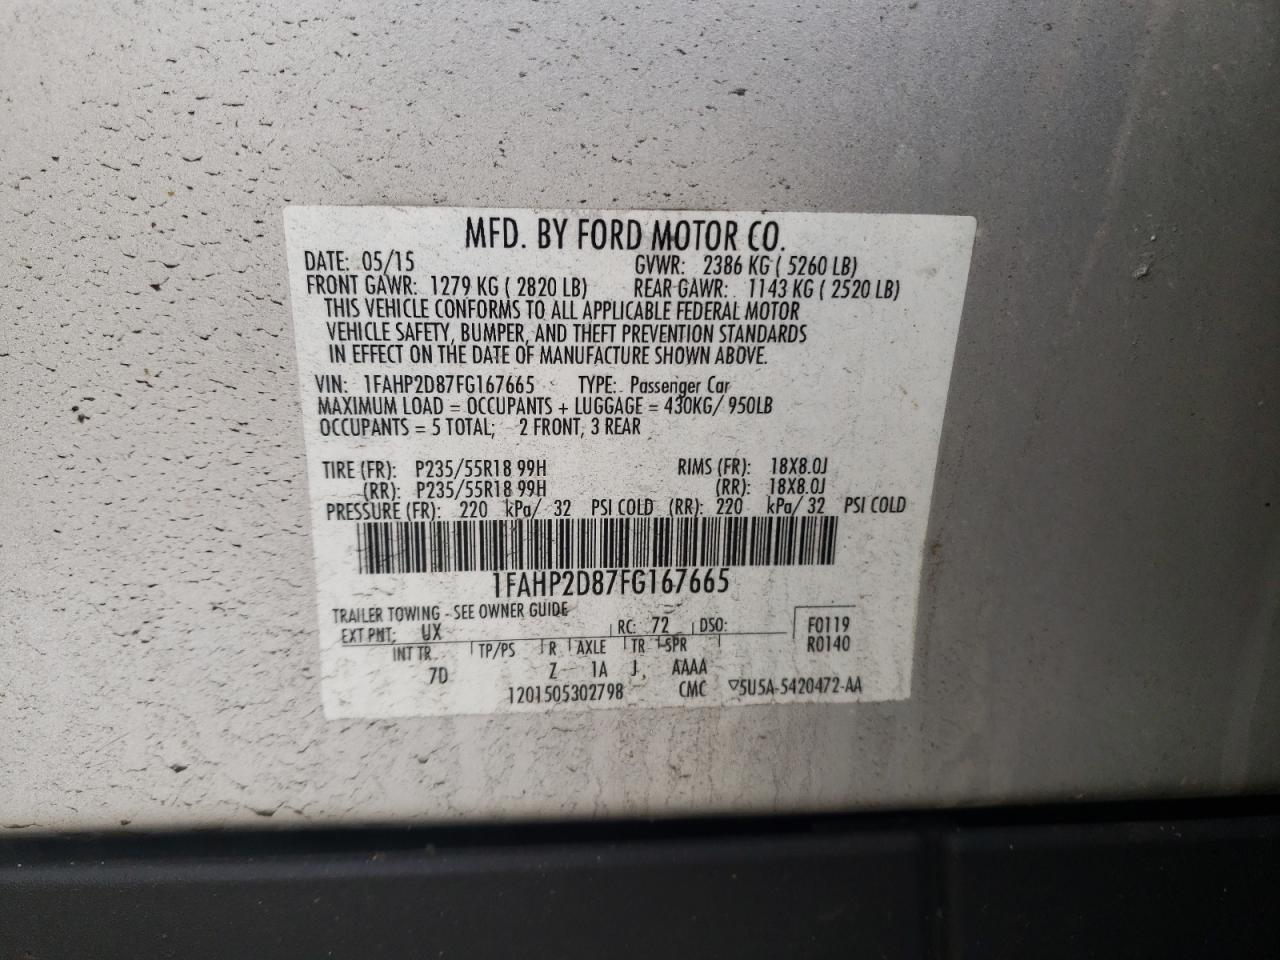 MFD. BY FORD MOTOR CO.
DATE: 05/15 GVWR: 2386 KG ( 5260 LB)
FRONT GAWR: 1279 KG ( 2820 LB) REAR GAWR: 1143 KG ( 2520 LB)
THIS VEHICLE CONFORMS TO ALL APPLICABLE FEDERAL MOTOR
VEHICLE SAFETY, BUMPER, AND THEFT PREVENTION STANDARDS
IN EFFECT ON THE DATE OF MANUFACTURE SHOWN ABOVE.
VIN: 1FAHP2D87FG167665 TYPE: Passenger Car
MAXIMUM LOAD = OCCUPANTS + LUGGAGE = 430KG/ 950LB
OCCUPANTS = 5 TOTAL; 2 FRONT, 3 REAR
TIRE (FR): P235/55R18 99H RIMS (FR): 18X8.0J
(RR): P235/55R18 99H (RR): 18X8.0J
PRESSURE (FR): 220 kPa/ 32 PSI COLD (RR): 220 kPa/ 32 PSI COLD
1FAHP2D87FG167665
TRAILER TOWING - SEE OWNER GUIDE
EXT PNT: UX RC: 72 DSO: F0119
INT TR TP/PS R AXLE TR SPR R0140
7D Z 1A J AAAA
1201505302798 CMC ▽5U5A-5420472-AA